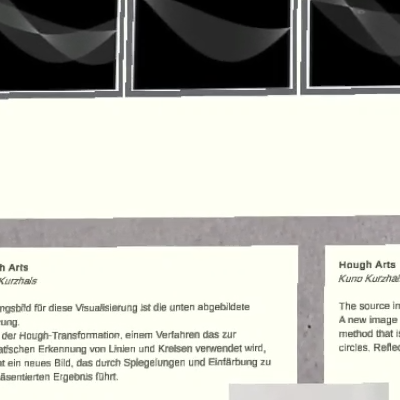 h Arts
Kurzhals
ngsbild für diese Visualisierung ist die unten abgebildete
ung.
der Hough-Transformation, einem Verfahren das zur
atischen Erkennung von Linien und Kreisen verwendet wird,
t ein neues Bild, das durch Spiegelungen und Einfärbung zu
äsentierten Ergebnis führt.
Hough Arts
Kuno Kurzhal
The source in
A new image
method that is
circles. Reflec